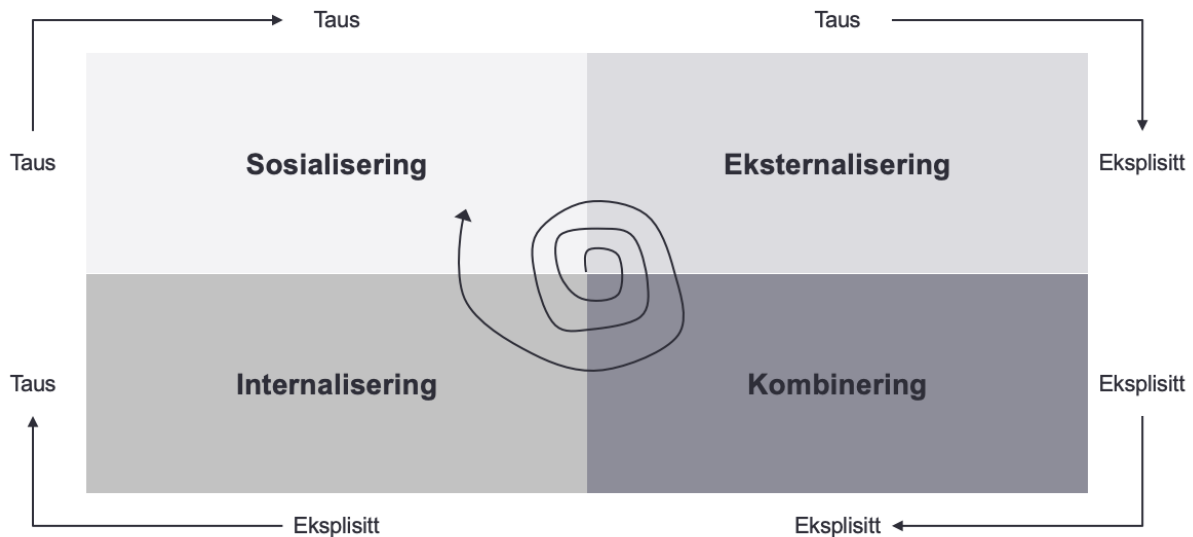 Taus
Taus
Taus
Sosialisering
Eksternalisering
Eksplisitt
Taus
Internalisering
Kombinering
Eksplisitt
Eksplisitt
Eksplisitt